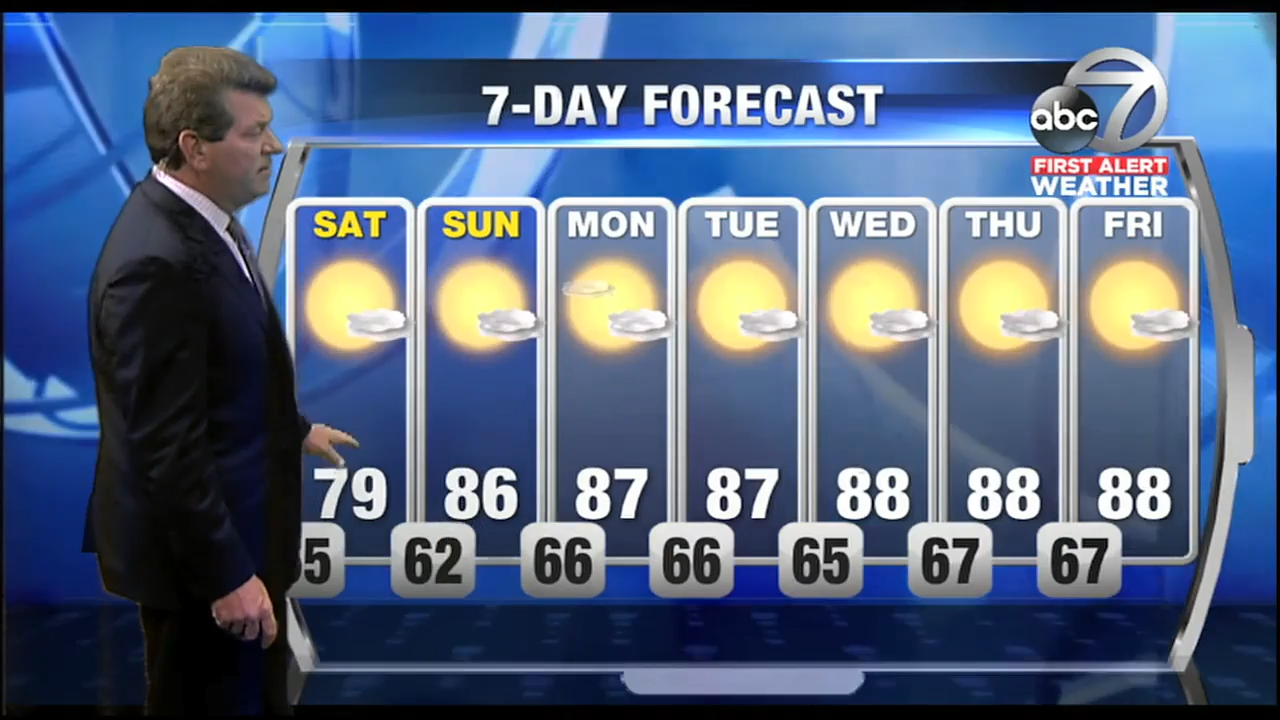 7-DAY FORECAST
abc 7
FIRST ALERT
WEATHER
SAT SUN MON TUE WED THU FRI
79 86 87 87 88 88 88
62 66 66 65 67 67